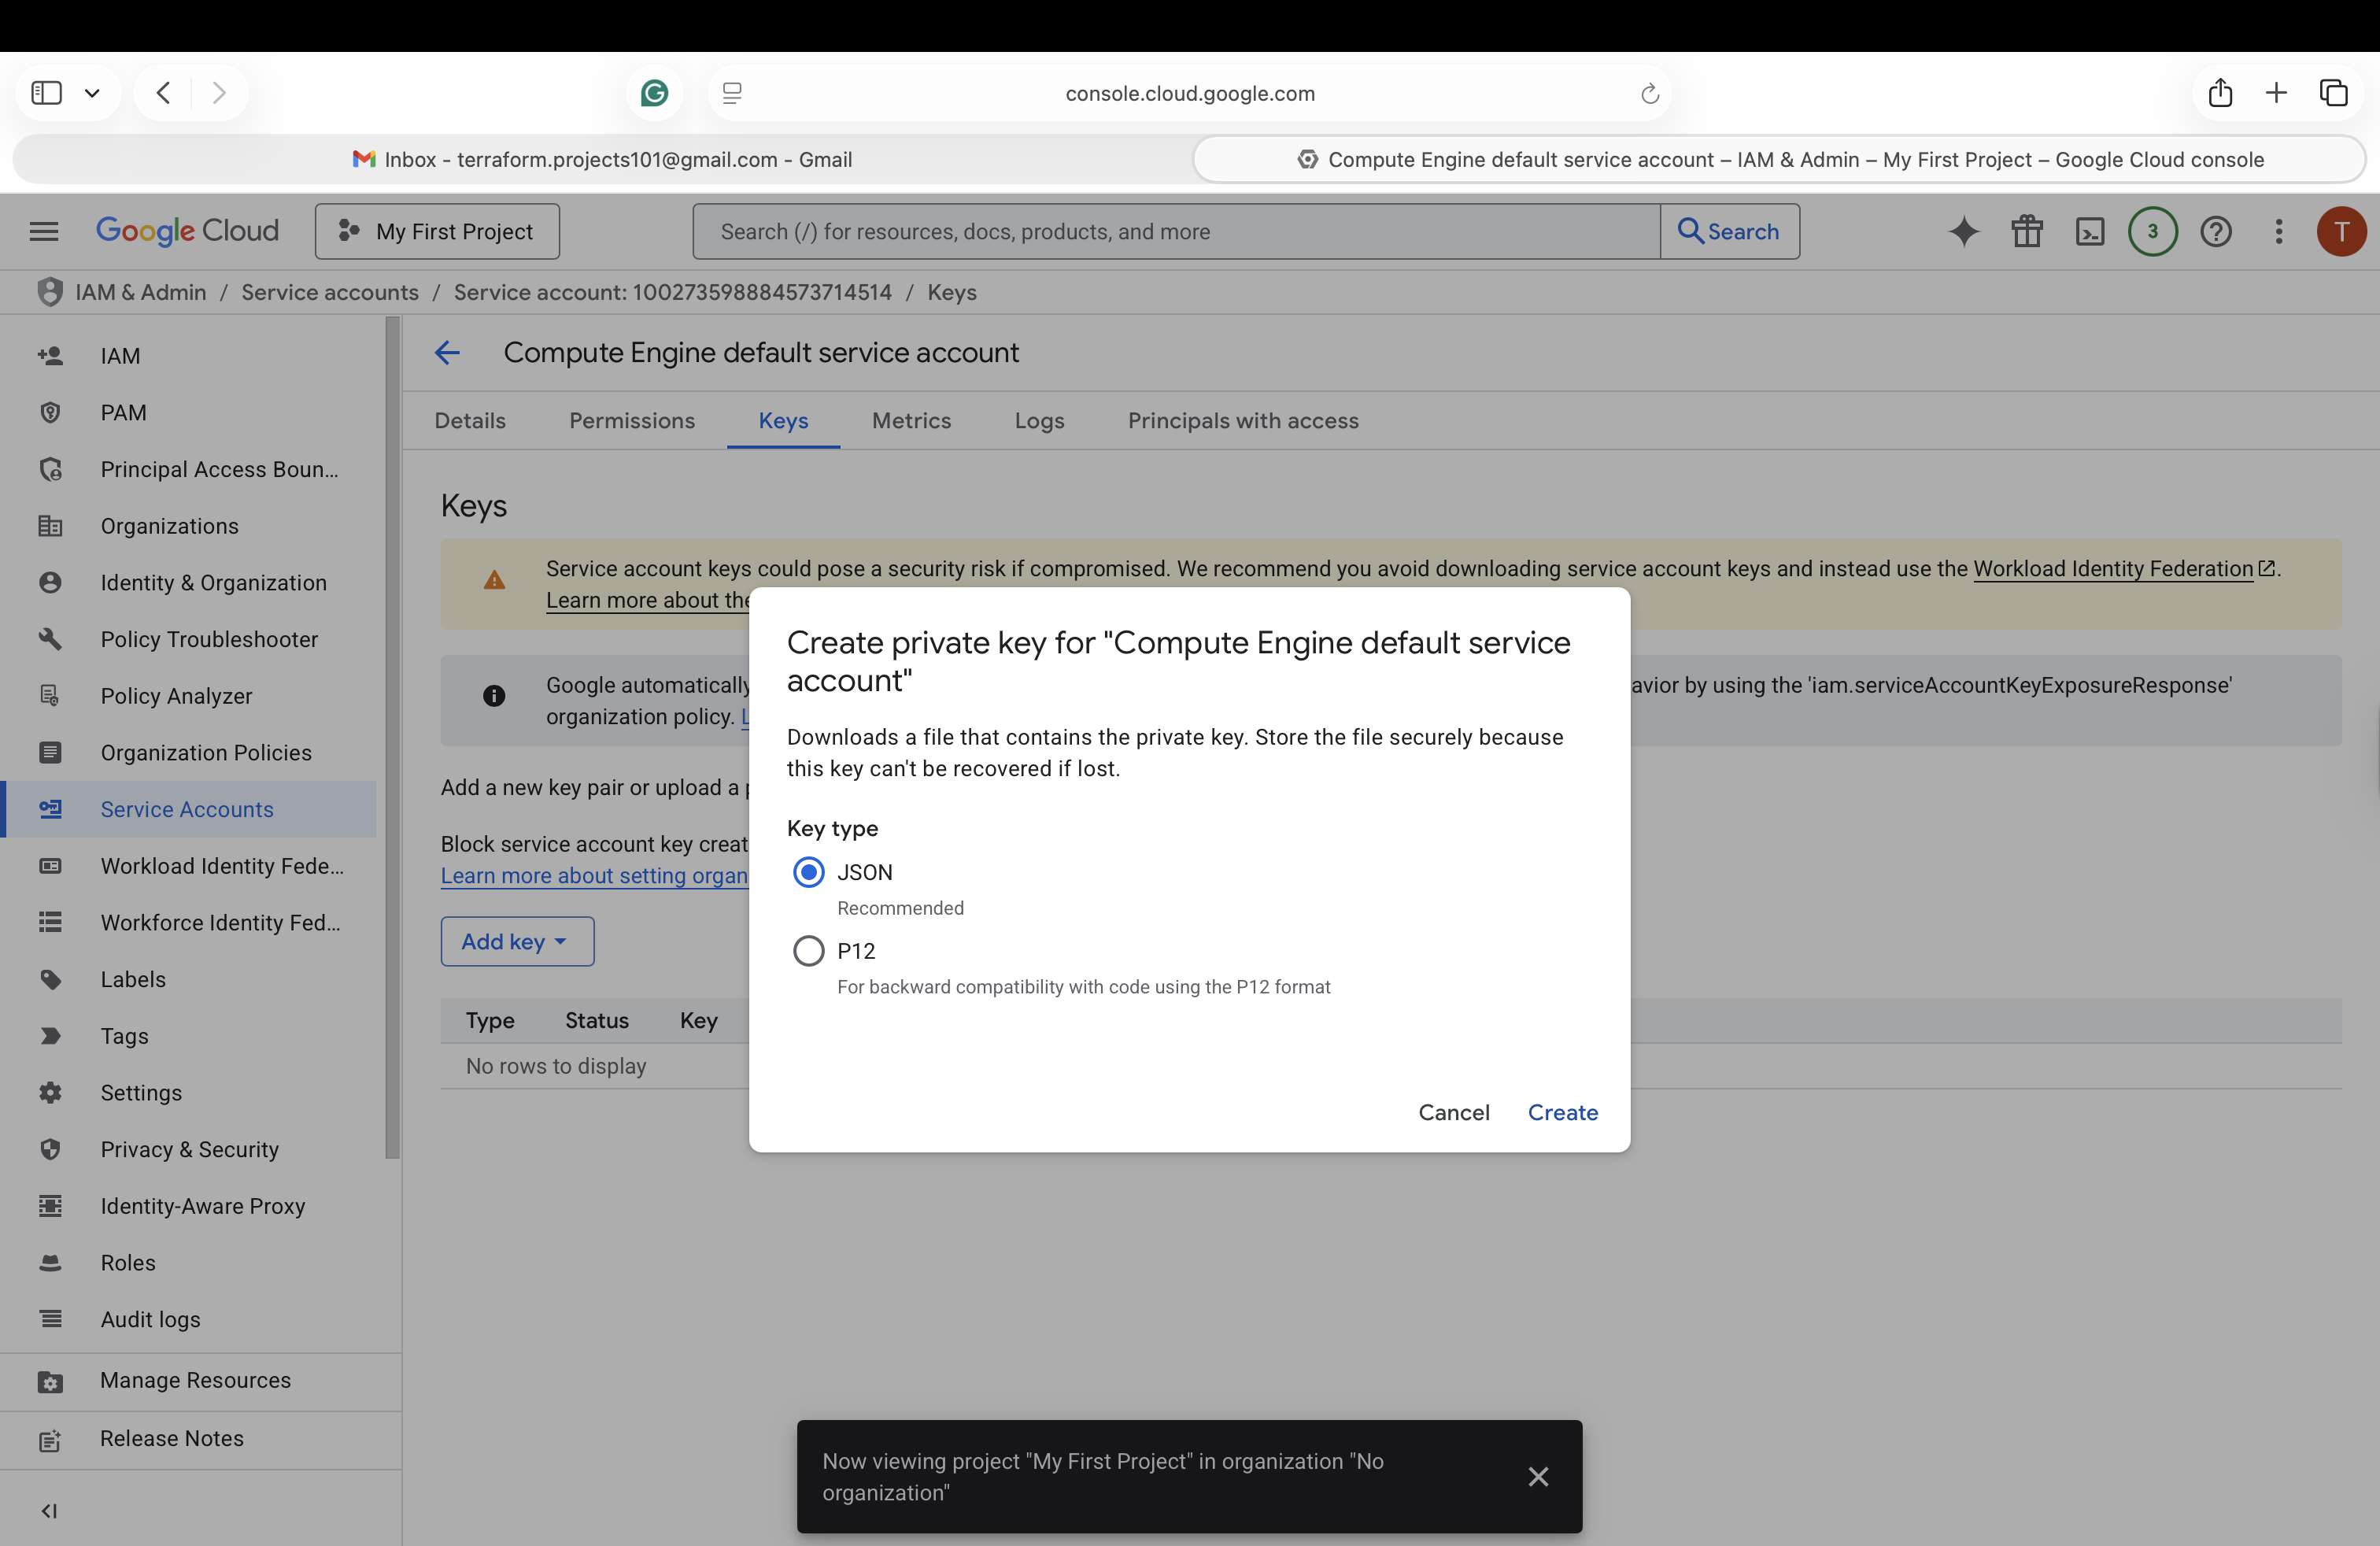 console.cloud.google.com
Inbox - terraform.projects101@gmail.com - Gmail
Compute Engine default service account – IAM & Admin – My First Project – Google Cloud console
Google Cloud
My First Project
Search (/) for resources, docs, products, and more
Search
3
T
IAM & Admin / Service accounts / Service account: 100273598884573714514 / Keys
IAM
PAM
Principal Access Boun...
Organizations
Identity & Organization
Policy Troubleshooter
Policy Analyzer
Organization Policies
Service Accounts
Workload Identity Fede...
Workforce Identity Fed...
Labels
Tags
Settings
Privacy & Security
Identity-Aware Proxy
Roles
Audit logs
Manage Resources
Release Notes
Compute Engine default service account
Details
Permissions
Keys
Metrics
Logs
Principals with access
Keys
Service account keys could pose a security risk if compromised. We recommend you avoid downloading service account keys and instead use the Workload Identity Federation.
Learn more about the
Google automatically
avior by using the 'iam.serviceAccountKeyExposureResponse'
organization policy. L
Add a new key pair or upload a p
Block service account key creat
Learn more about setting organ
Add key
Type Status Key
No rows to display
Create private key for "Compute Engine default service
account"
Downloads a file that contains the private key. Store the file securely because
this key can't be recovered if lost.
Key type
JSON
Recommended
P12
For backward compatibility with code using the P12 format
Cancel
Create
Now viewing project "My First Project" in organization "No
organization"